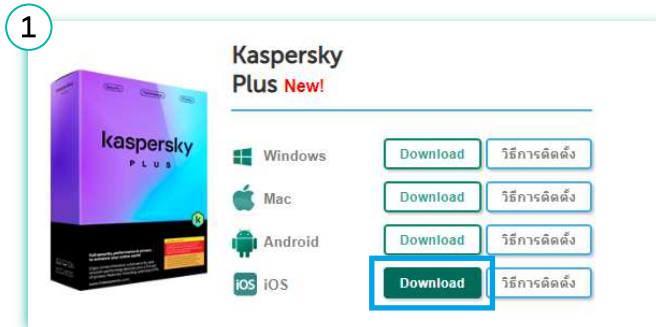 1
Kaspersky
Plus New!
kaspersky
PLUS
Windows Download วิธีการติดตั้ง
Mac Download วิธีการติดตั้ง
Android Download วิธีการติดตั้ง
iOS iOS Download วิธีการติดตั้ง